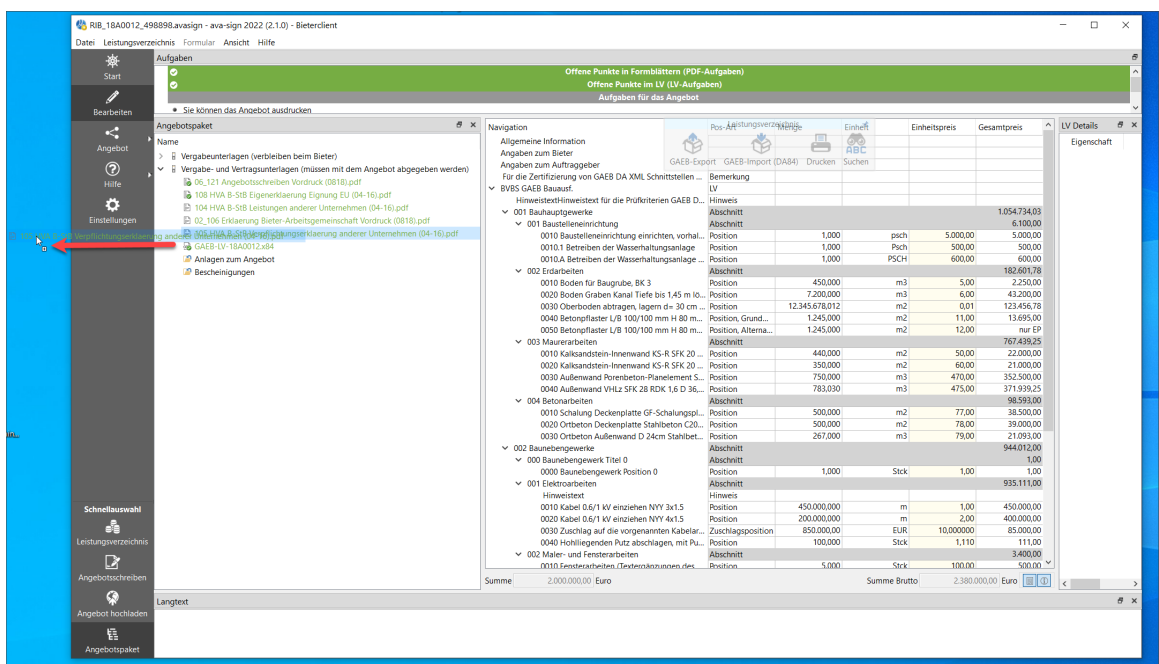 RIB_18A0012_498898.avasign - ava-sign 2022 (2.1.0) - Bieterclient
Datei Leistungsverzeichnis Formular Ansicht Hilfe
Start
Bearbeiten
Angebot
Hilfe
Einstellungen
Schnellauswahl
Leistungsverzeichnis
Angebotsschreiben
Angebot hochladen
Angebotspaket
Aufgaben
Offene Punkte in Formblättern (PDF-Aufgaben)
Offene Punkte im LV (LV-Aufgaben)
Aufgaben für das Angebot
Sie können das Angebot ausdrucken
Angebotspaket
Name
Vergabeunterlagen (verbleiben beim Bieter)
Vergabe- und Vertragsunterlagen (müssen mit dem Angebot abgegeben werden)
06_121 Angebotschreiben Vordruck (0818).pdf
108 HVA B-StB Eigenerklaerung Eignung EU (04-16).pdf
104 HVA B-StB Leistungen anderer Unternehmen (04-16).pdf
02_106 Erklaerung Bieter-Arbeitsgemeinschaft Vordruck (0818).pdf
105 HVA B-StB Verpflichtungserklaerung anderer Unternehmen (04-16).pdf
GAEB-LV-18A0012.x84
Anlagen zum Angebot
Bescheinigungen
Leistungsverzeichnis
GAEB-Export GAEB-Import (DA84) Drucken Suchen
Navigation Pos-Art Menge Einheit Einheitspreis Gesamtpreis
Allgemeine Information
Angaben zum Bieter
Angaben zum Auftraggeber
Für die Zertifizierung von GAEB DA XML Schnittstellen ... Bemerkung
BVBS GAEB Bauausf. LV
HinweistextHinweistext für die Prüfkriterien GAEB D... Hinweis
001 Bauhauptgewerke Abschnitt 1.054.734,03
001 Baustelleneinrichtung Abschnitt 6.100,00
0010 Baustelleneinrichtung einrichten, vorhal... Position 1,000 psch 5.000,00 5.000,00
0010.1 Betreiben der Wasserhaltungsanlage Position 1,000 Psch 500,00 500,00
0010.A Betreiben der Wasserhaltungsanlage ... Position 1,000 PSCH 600,00 600,00
002 Erdarbeiten Abschnitt 182.601,78
0010 Boden für Baugrube, BK 3 Position 450,000 m3 5,00 2.250,00
0020 Boden Graben Kanal Tiefe bis 1,45 m lö... Position 7.200,000 m3 6,00 43.200,00
0030 Oberboden abtragen, lagern d= 30 cm ... Position 12.345.678,012 m2 0,01 123.456,78
0040 Betonpflaster L/B 100/100 mm H 80 m... Position, Grund... 1.245,000 m2 11,00 13.695,00
0050 Betonpflaster L/B 100/100 mm H 80 m... Position, Alterna... 1.245,000 m2 12,00 nur EP
003 Maurerarbeiten Abschnitt 767.439,25
0010 Kalksandstein-Innenwand KS-R SFK 20 ... Position 440,000 m2 50,00 22.000,00
0020 Kalksandstein-Innenwand KS-R SFK 20 ... Position 350,000 m2 60,00 21.000,00
0030 Außenwand Porenbeton-Planelement S... Position 750,000 m3 470,00 352.500,00
0040 Außenwand VHLz SFK 28 RDK 1,6 D 36,... Position 783,030 m3 475,00 371.939,25
004 Betonarbeiten Abschnitt 98.593,00
0010 Schalung Deckenplatte GF-Schalungspl... Position 500,000 m2 77,00 38.500,00
0020 Ortbeton Deckenplatte Stahlbeton C20... Position 500,000 m2 78,00 39.000,00
0030 Ortbeton Außenwand D 24cm Stahlbet... Position 267,000 m3 79,00 21.093,00
002 Baunebengewerke Abschnitt 944.012,00
000 Baunebengewerk Titel 0 Abschnitt 1,00
0000 Baunebengewerk Position 0 Position 1,000 Stck 1,00 1,00
001 Elektroarbeiten Abschnitt 935.111,00
Hinweistext Hinweis
0010 Kabel 0.6/1 kV einziehen NYY 3x1.5 Position 450.000,000 m 1,00 450.000,00
0020 Kabel 0.6/1 kV einziehen NYY 4x1.5 Position 200.000,000 m 2,00 400.000,00
0030 Zuschlag auf die vorgenannten Kabelar... Zuschlagsposition 850.000,00 EUR 10,000000 85.000,00
0040 Hohlliegenden Putz abschlagen, mit Pu... Position 100,000 Stck 1,110 111,00
002 Maler- und Fensterarbeiten Abschnitt 3.400,00
0010 Fensterarbeiten (Textergänzungen des... Position 5,000 Stck 100,00 500,00
Summe 2.000.000,00 Euro Summe Brutto 2.380.000,00 Euro
LV Details
Eigenschaft
Langtext